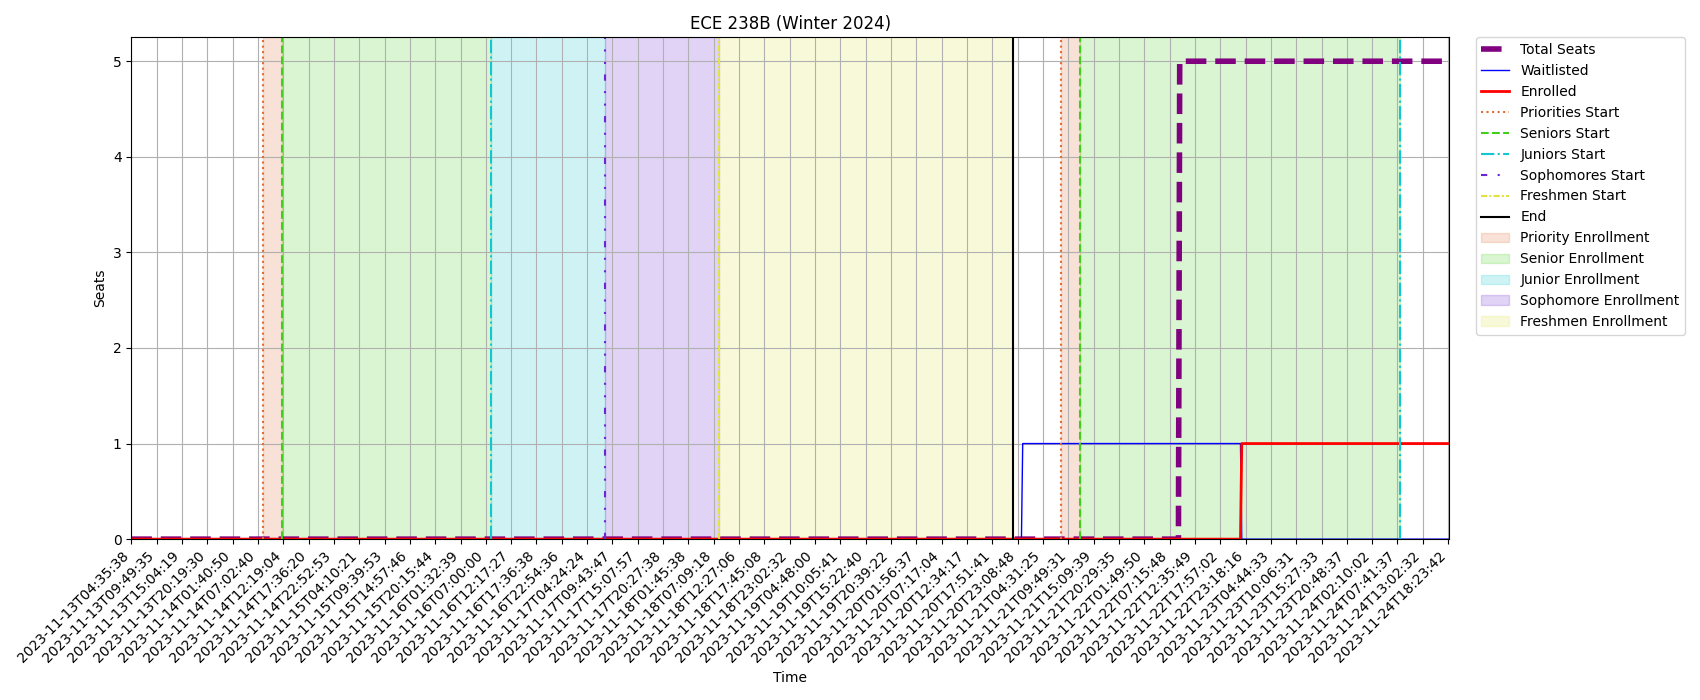 ECE 238B (Winter 2024)
5
4
3
2
1
0
Seats
2023-11-13T04:35:38
2023-11-13T09:49:35
2023-11-13T15:04:19
2023-11-13T20:19:30
2023-11-14T01:40:50
2023-11-14T07:02:40
2023-11-14T12:19:04
2023-11-14T17:36:20
2023-11-14T22:52:53
2023-11-15T04:10:21
2023-11-15T09:39:53
2023-11-15T14:57:46
2023-11-15T20:15:44
2023-11-16T01:32:39
2023-11-16T07:00:00
2023-11-16T12:17:27
2023-11-16T17:36:38
2023-11-16T22:54:36
2023-11-17T04:24:24
2023-11-17T09:43:47
2023-11-17T15:07:57
2023-11-17T20:27:38
2023-11-18T01:45:38
2023-11-18T07:09:18
2023-11-18T12:27:06
2023-11-18T17:45:08
2023-11-18T23:02:32
2023-11-19T04:48:00
2023-11-19T10:05:41
2023-11-19T15:22:40
2023-11-19T20:39:22
2023-11-20T01:56:37
2023-11-20T07:17:04
2023-11-20T12:34:17
2023-11-20T17:51:41
2023-11-20T23:08:48
2023-11-21T04:31:25
2023-11-21T09:49:31
2023-11-21T15:09:39
2023-11-21T20:29:35
2023-11-22T01:49:50
2023-11-22T07:15:48
2023-11-22T12:35:49
2023-11-22T17:57:02
2023-11-22T23:18:16
2023-11-23T04:44:33
2023-11-23T10:06:31
2023-11-23T15:27:33
2023-11-23T20:48:37
2023-11-24T02:10:02
2023-11-24T07:41:37
2023-11-24T13:02:32
2023-11-24T18:23:42
Time
Total Seats
Waitlisted
Enrolled
Priorities Start
Seniors Start
Juniors Start
Sophomores Start
Freshmen Start
End
Priority Enrollment
Senior Enrollment
Junior Enrollment
Sophomore Enrollment
Freshmen Enrollment